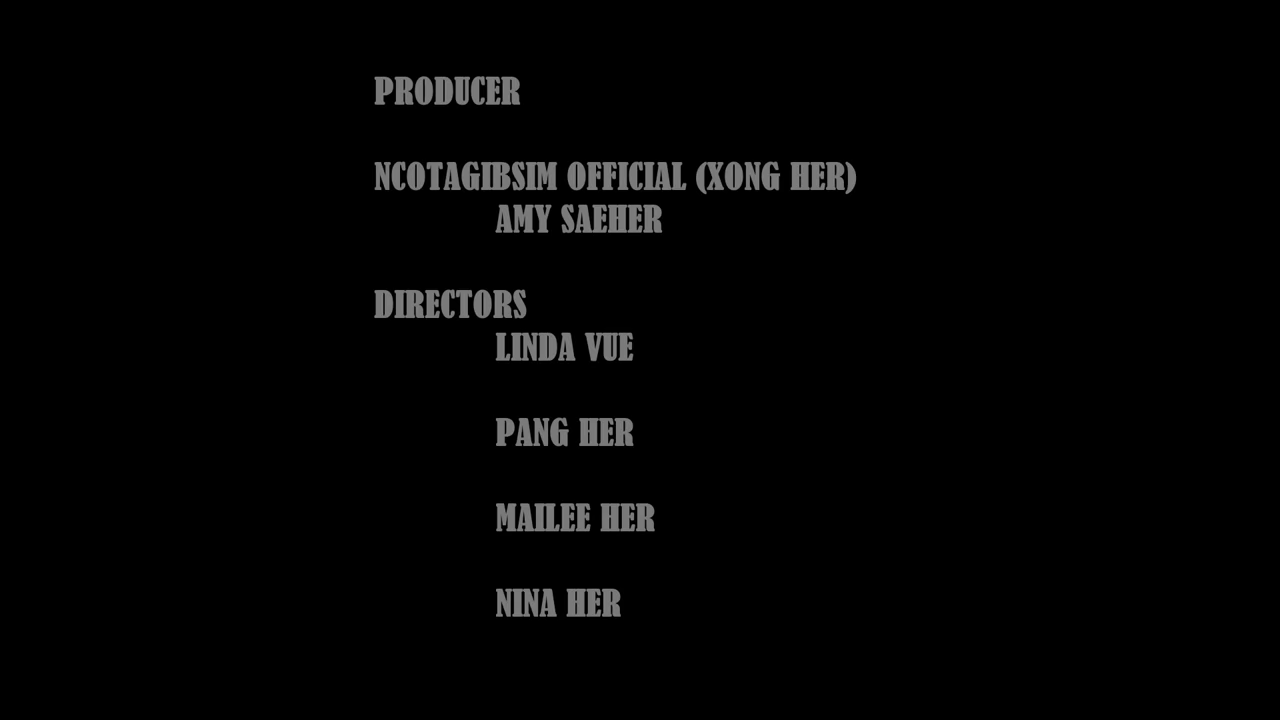 PRODUCER
NCOTAGIBSIM OFFICIAL (XONG HER)
AMY SAEHER
DIRECTORS
LINDA VUE
PANG HER
MAILEE HER
NINA HER